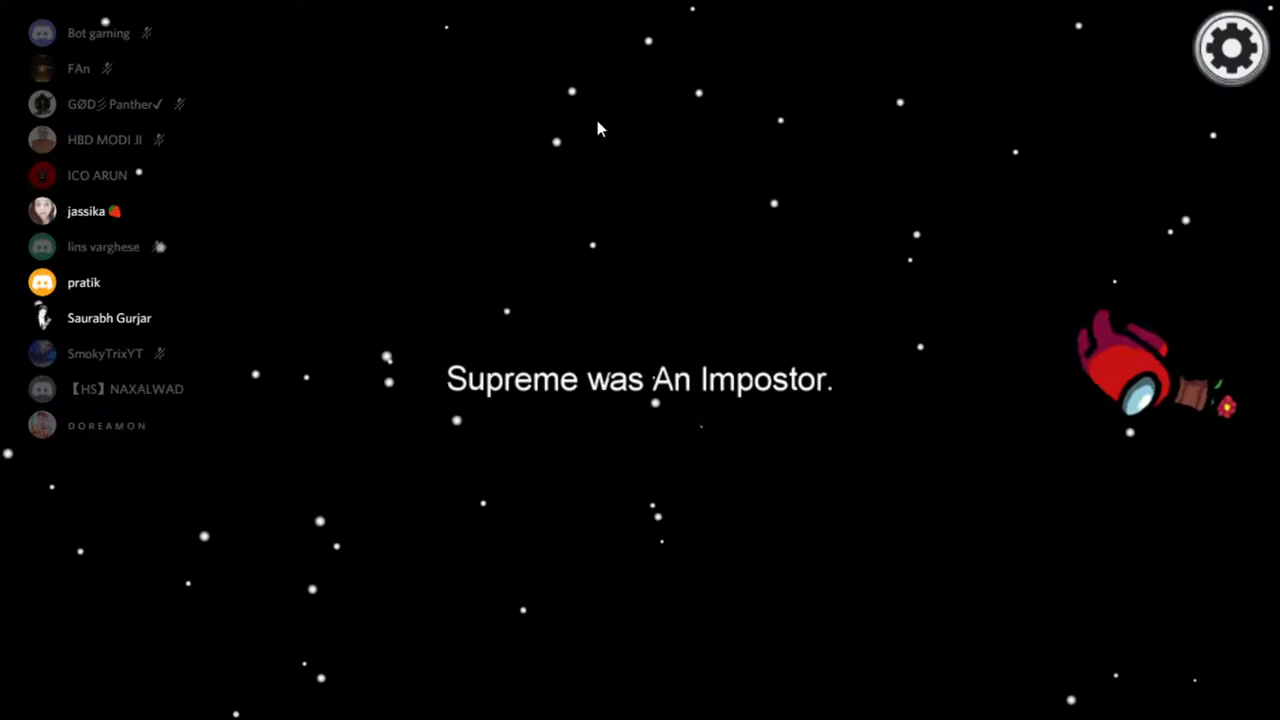 Bot gaming
FAn
GØD彡Panther✓
HBD MODI JI
ICO ARUN
jassika 🍓
lins varghese
pratik
Saurabh Gurjar
Supreme was An Impostor.
SmokyTrixYT
【HS】NAXALWAD
D O R E A M O N